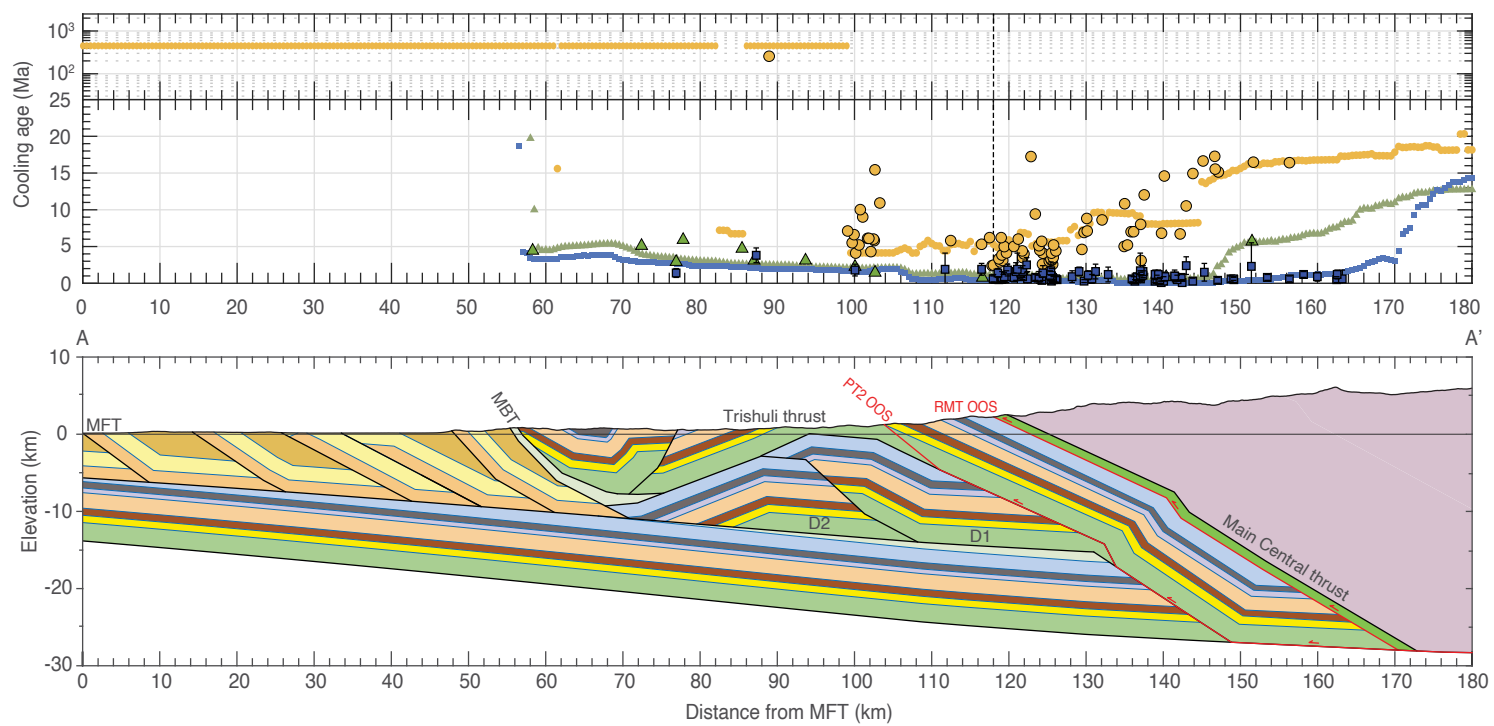 Cooling age (Ma)
10³
10²
25
20
15
10
5
0
0 10 20 30 40 50 60 70 80 90 100 110 120 130 140 150 160 170 180
A A'
Elevation (km)
10
0
-10
-20
-30
MFT
MBT
Trishuli thrust
PT2 OOS
RMT OOS
D2
D1
Main Central thrust
0 10 20 30 40 50 60 70 80 90 100 110 120 130 140 150 160 170 180
Distance from MFT (km)